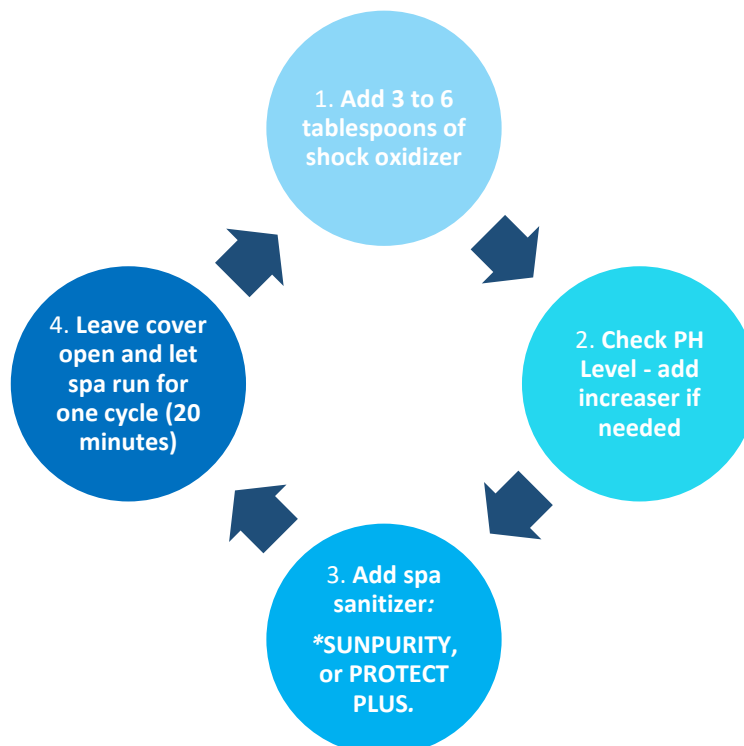 1. Add 3 to 6
tablespoons of
shock oxidizer
2. Check PH
Level - add
increaser if
needed
3. Add spa
sanitizer:
*SUNPURITY,
or PROTECT
PLUS.
4. Leave cover
open and let
spa run for
one cycle (20
minutes)